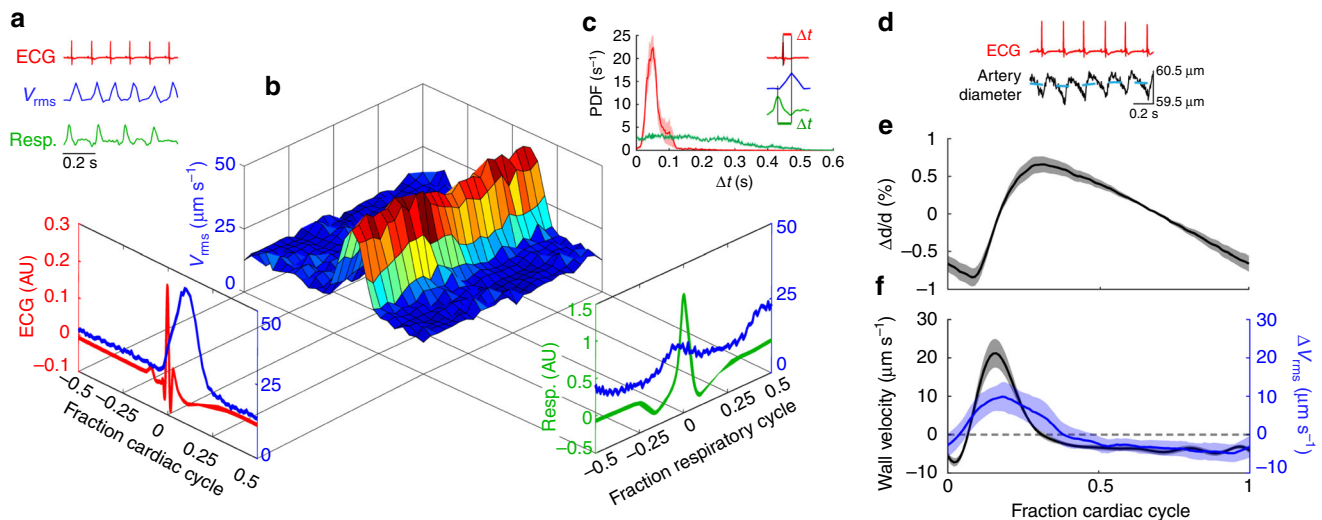 a
ECG
Vrms
Resp.
0.2 s
b
Vrms (μm s−1)
50
25
0
ECG (AU)
0.3
0.2
0.1
0
−0.1
50
25
0
−0.5
−0.25
0
0.25
0.5
Fraction cardiac cycle
Resp. (AU)
1.5
1
0.5
0
−0.5
50
25
0
−0.5
−0.25
0
0.25
0.5
Fraction respiratory cycle
c
PDF (s−1)
25
20
15
10
5
0
0
0.1
0.2
0.3
0.4
0.5
0.6
Δt (s)
Δt
Δt
d
ECG
Artery
diameter
60.5 μm
59.5 μm
0.2 s
e
Δd/d (%)
1
0.5
0
−0.5
−1
f
Wall velocity (μm s−1)
30
20
10
0
−10
30
20
10
0
−10
ΔVrms (μm s−1)
0
0.5
1
Fraction cardiac cycle